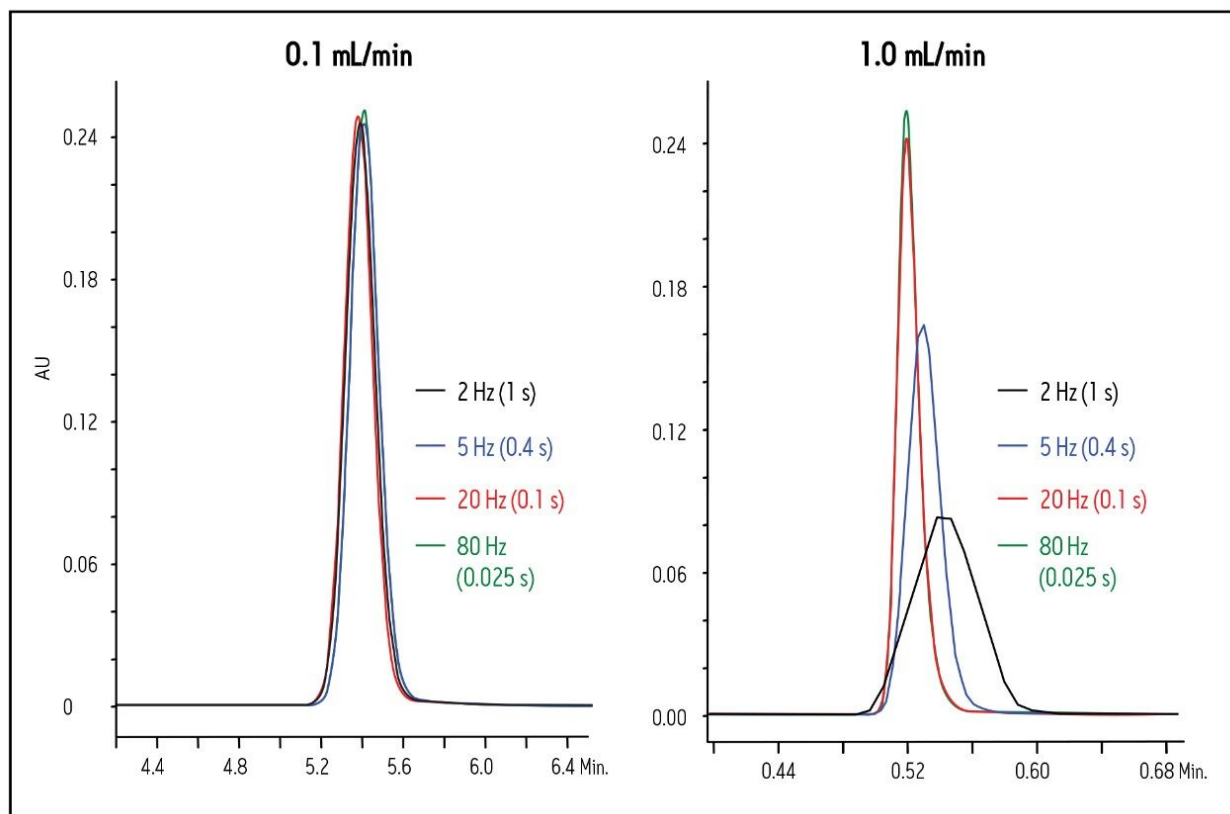 0.1 mL/min
1.0 mL/min
AU
0.24
0.18
0.12
0.06
0
2 Hz (1 s)
5 Hz (0.4 s)
20 Hz (0.1 s)
80 Hz
(0.025 s)
4.4 4.8 5.2 5.6 6.0 6.4 Min.
0.24
0.18
0.12
0.06
0.00
2 Hz (1 s)
5 Hz (0.4 s)
20 Hz (0.1 s)
80 Hz
(0.025 s)
0.44 0.52 0.60 0.68 Min.